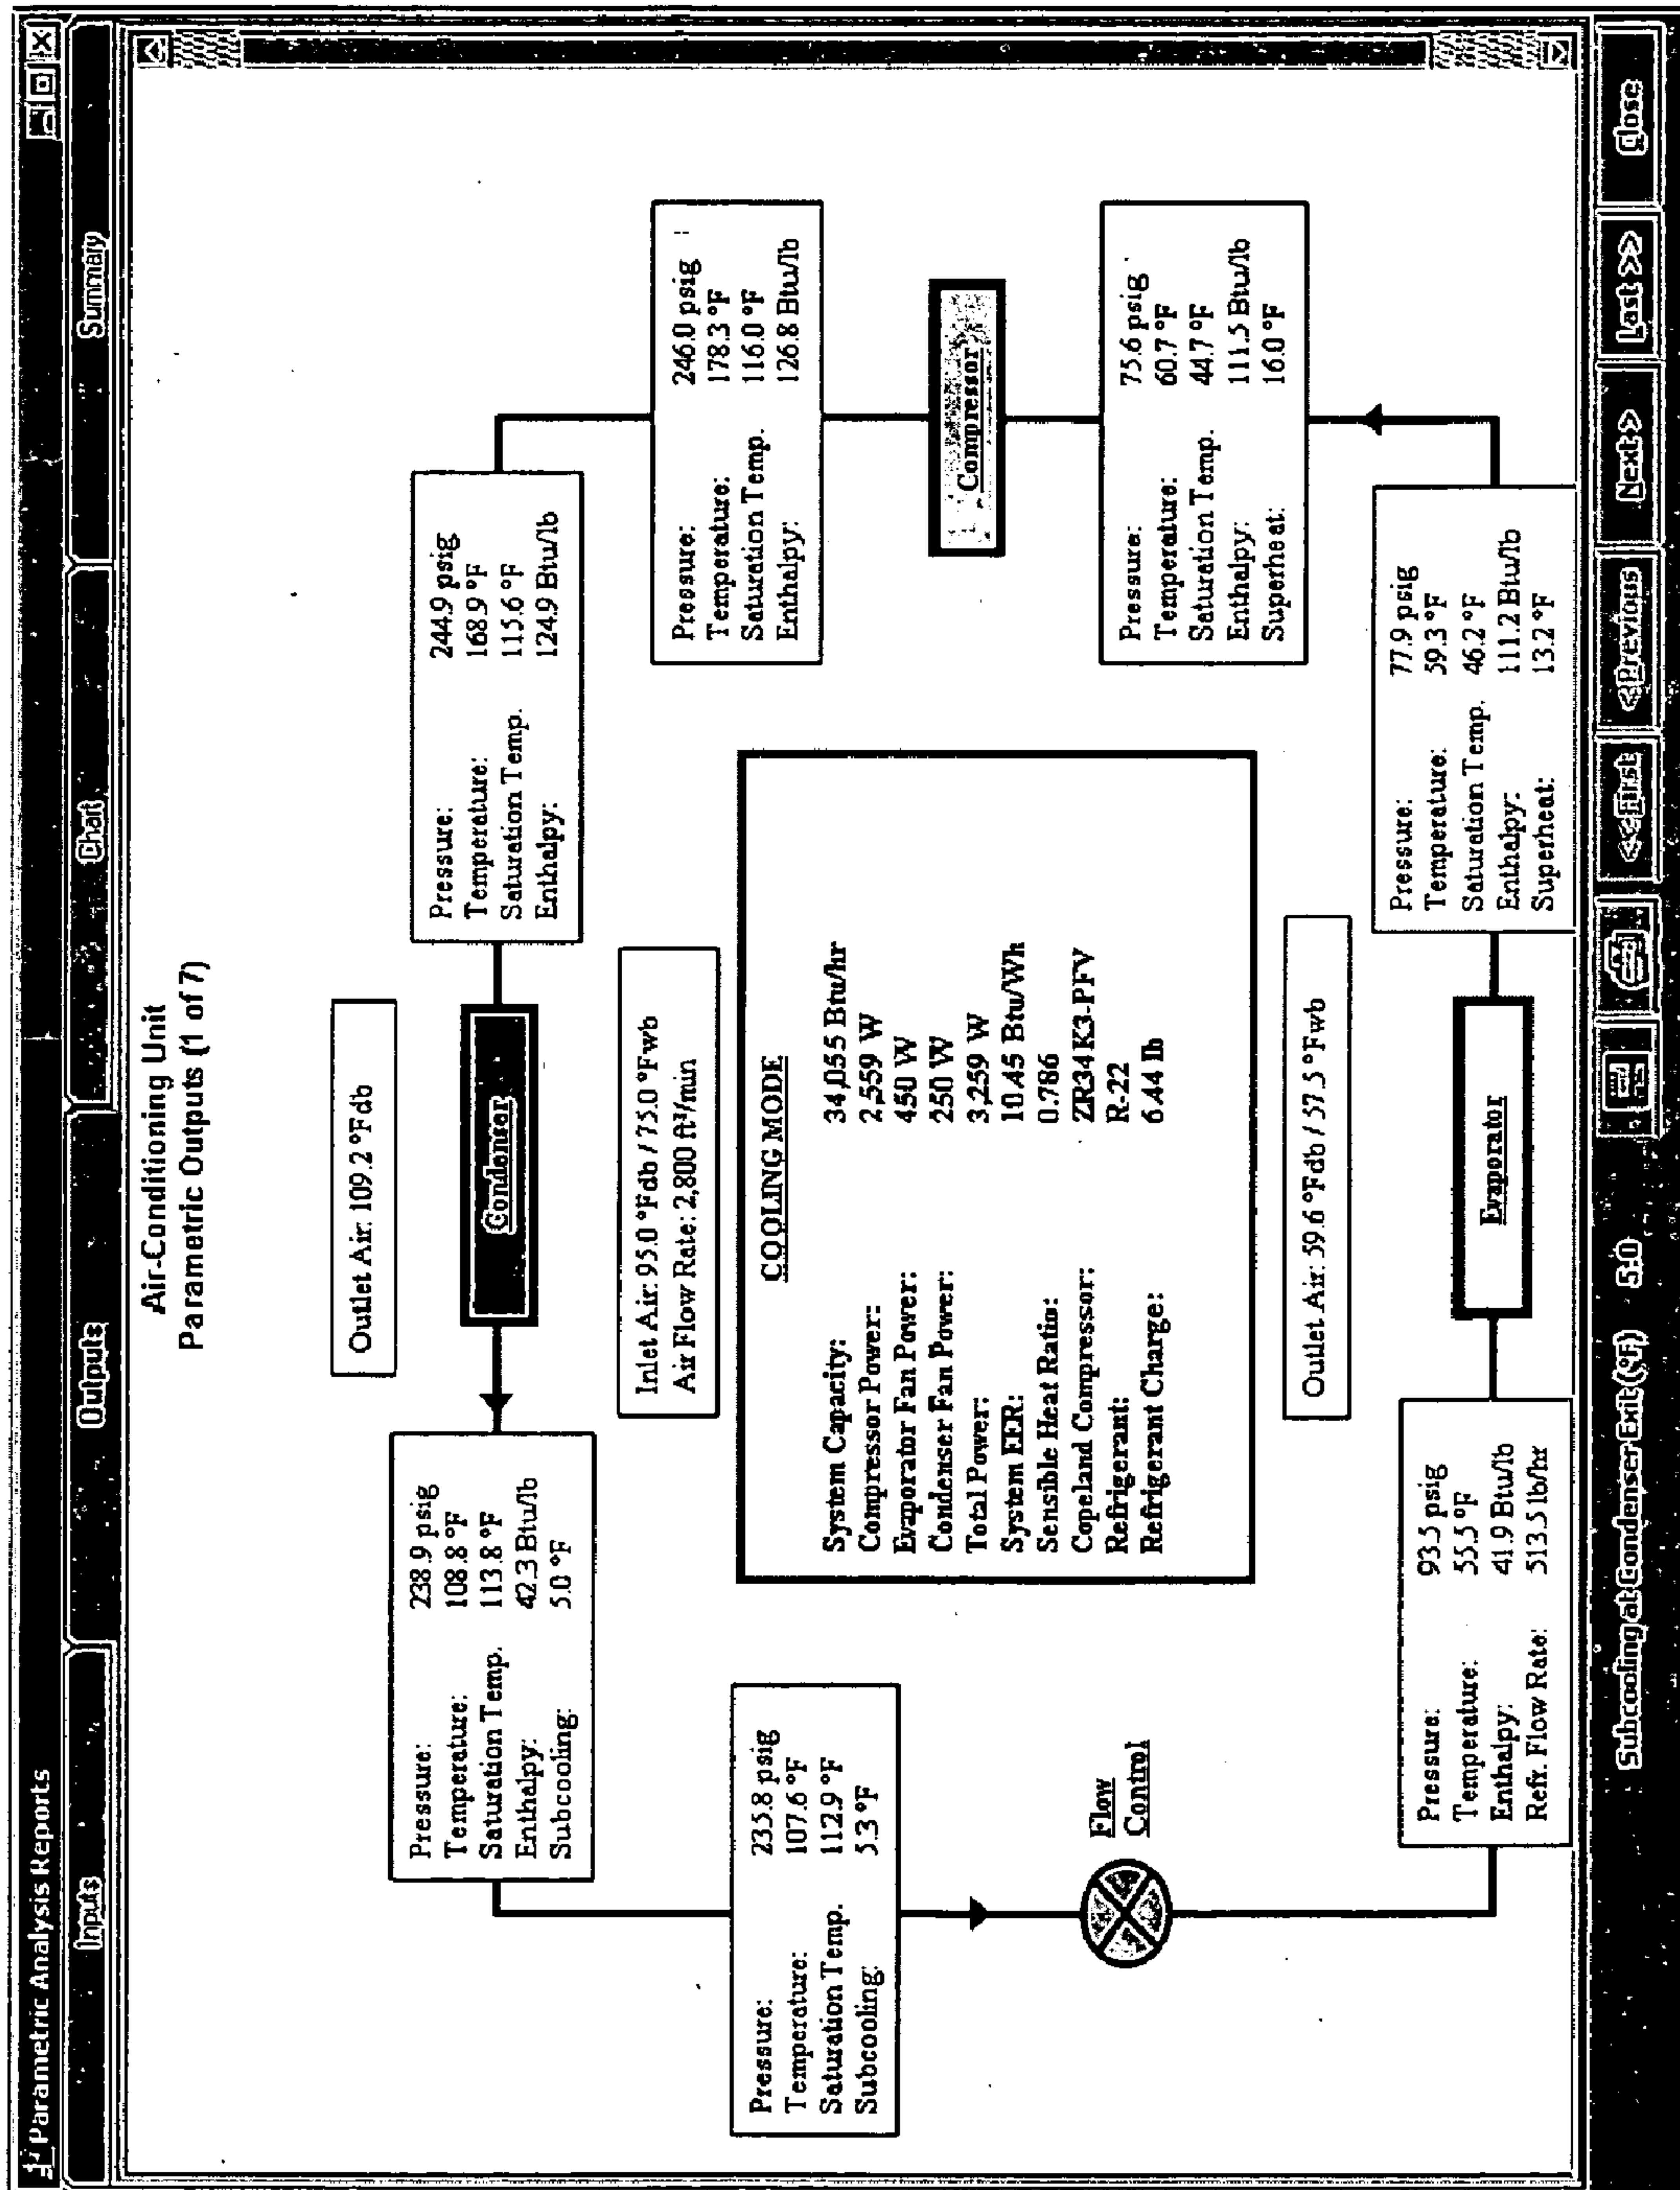 Parametric Analysis Reports
Inputs
Outputs
Chart
Summary
Air-Conditioning Unit
Parametric Outputs (1 of 7)
Outlet Air: 109.2 °Fdb
Pressure: 238.9 psig
Temperature: 108.8 °F
Saturation Temp. 113.8 °F
Enthalpy: 42.3 Btu/lb
Subcooling: 5.0 °F
Condenser
Pressure: 244.9 psig
Temperature: 168.9 °F
Saturation Temp. 115.6 °F
Enthalpy: 124.9 Btu/lb
Inlet Air: 95.0 °Fdb / 75.0 °Fwb
Air Flow Rate: 2,800 ft³/min
Pressure: 246.0 psig
Temperature: 178.3 °F
Saturation Temp. 116.0 °F
Enthalpy: 126.8 Btu/lb
Pressure: 235.8 psig
Temperature: 107.6 °F
Saturation Temp. 112.9 °F
Subcooling: 5.3 °F
COOLING MODE
System Capacity: 34,055 Btu/hr
Compressor Power: 2,559 W
Evaporator Fan Power: 450 W
Condenser Fan Power: 250 W
Total Power: 3,259 W
System EER: 10.45 Btu/Wh
Sensible Heat Ratio: 0.786
Copeland Compressor: ZR34K3-PFV
Refrigerant: R-22
Refrigerant Charge: 6.44 lb
Compressor
Flow
Control
Pressure: 75.6 psig
Temperature: 60.7 °F
Saturation Temp. 44.7 °F
Enthalpy: 111.5 Btu/lb
Superheat: 16.0 °F
Outlet Air: 59.6 °Fdb / 57.5 °Fwb
Pressure: 93.5 psig
Temperature: 55.5 °F
Enthalpy: 41.9 Btu/lb
Refr. Flow Rate: 513.5 lb/hr
Evaporator
Pressure: 77.9 psig
Temperature: 59.3 °F
Saturation Temp. 46.2 °F
Enthalpy: 111.2 Btu/lb
Superheat: 13.2 °F
Subcooling at Condenser Exit (°F) 5.0
<<First
<Previous
Next>
Last >>
Close